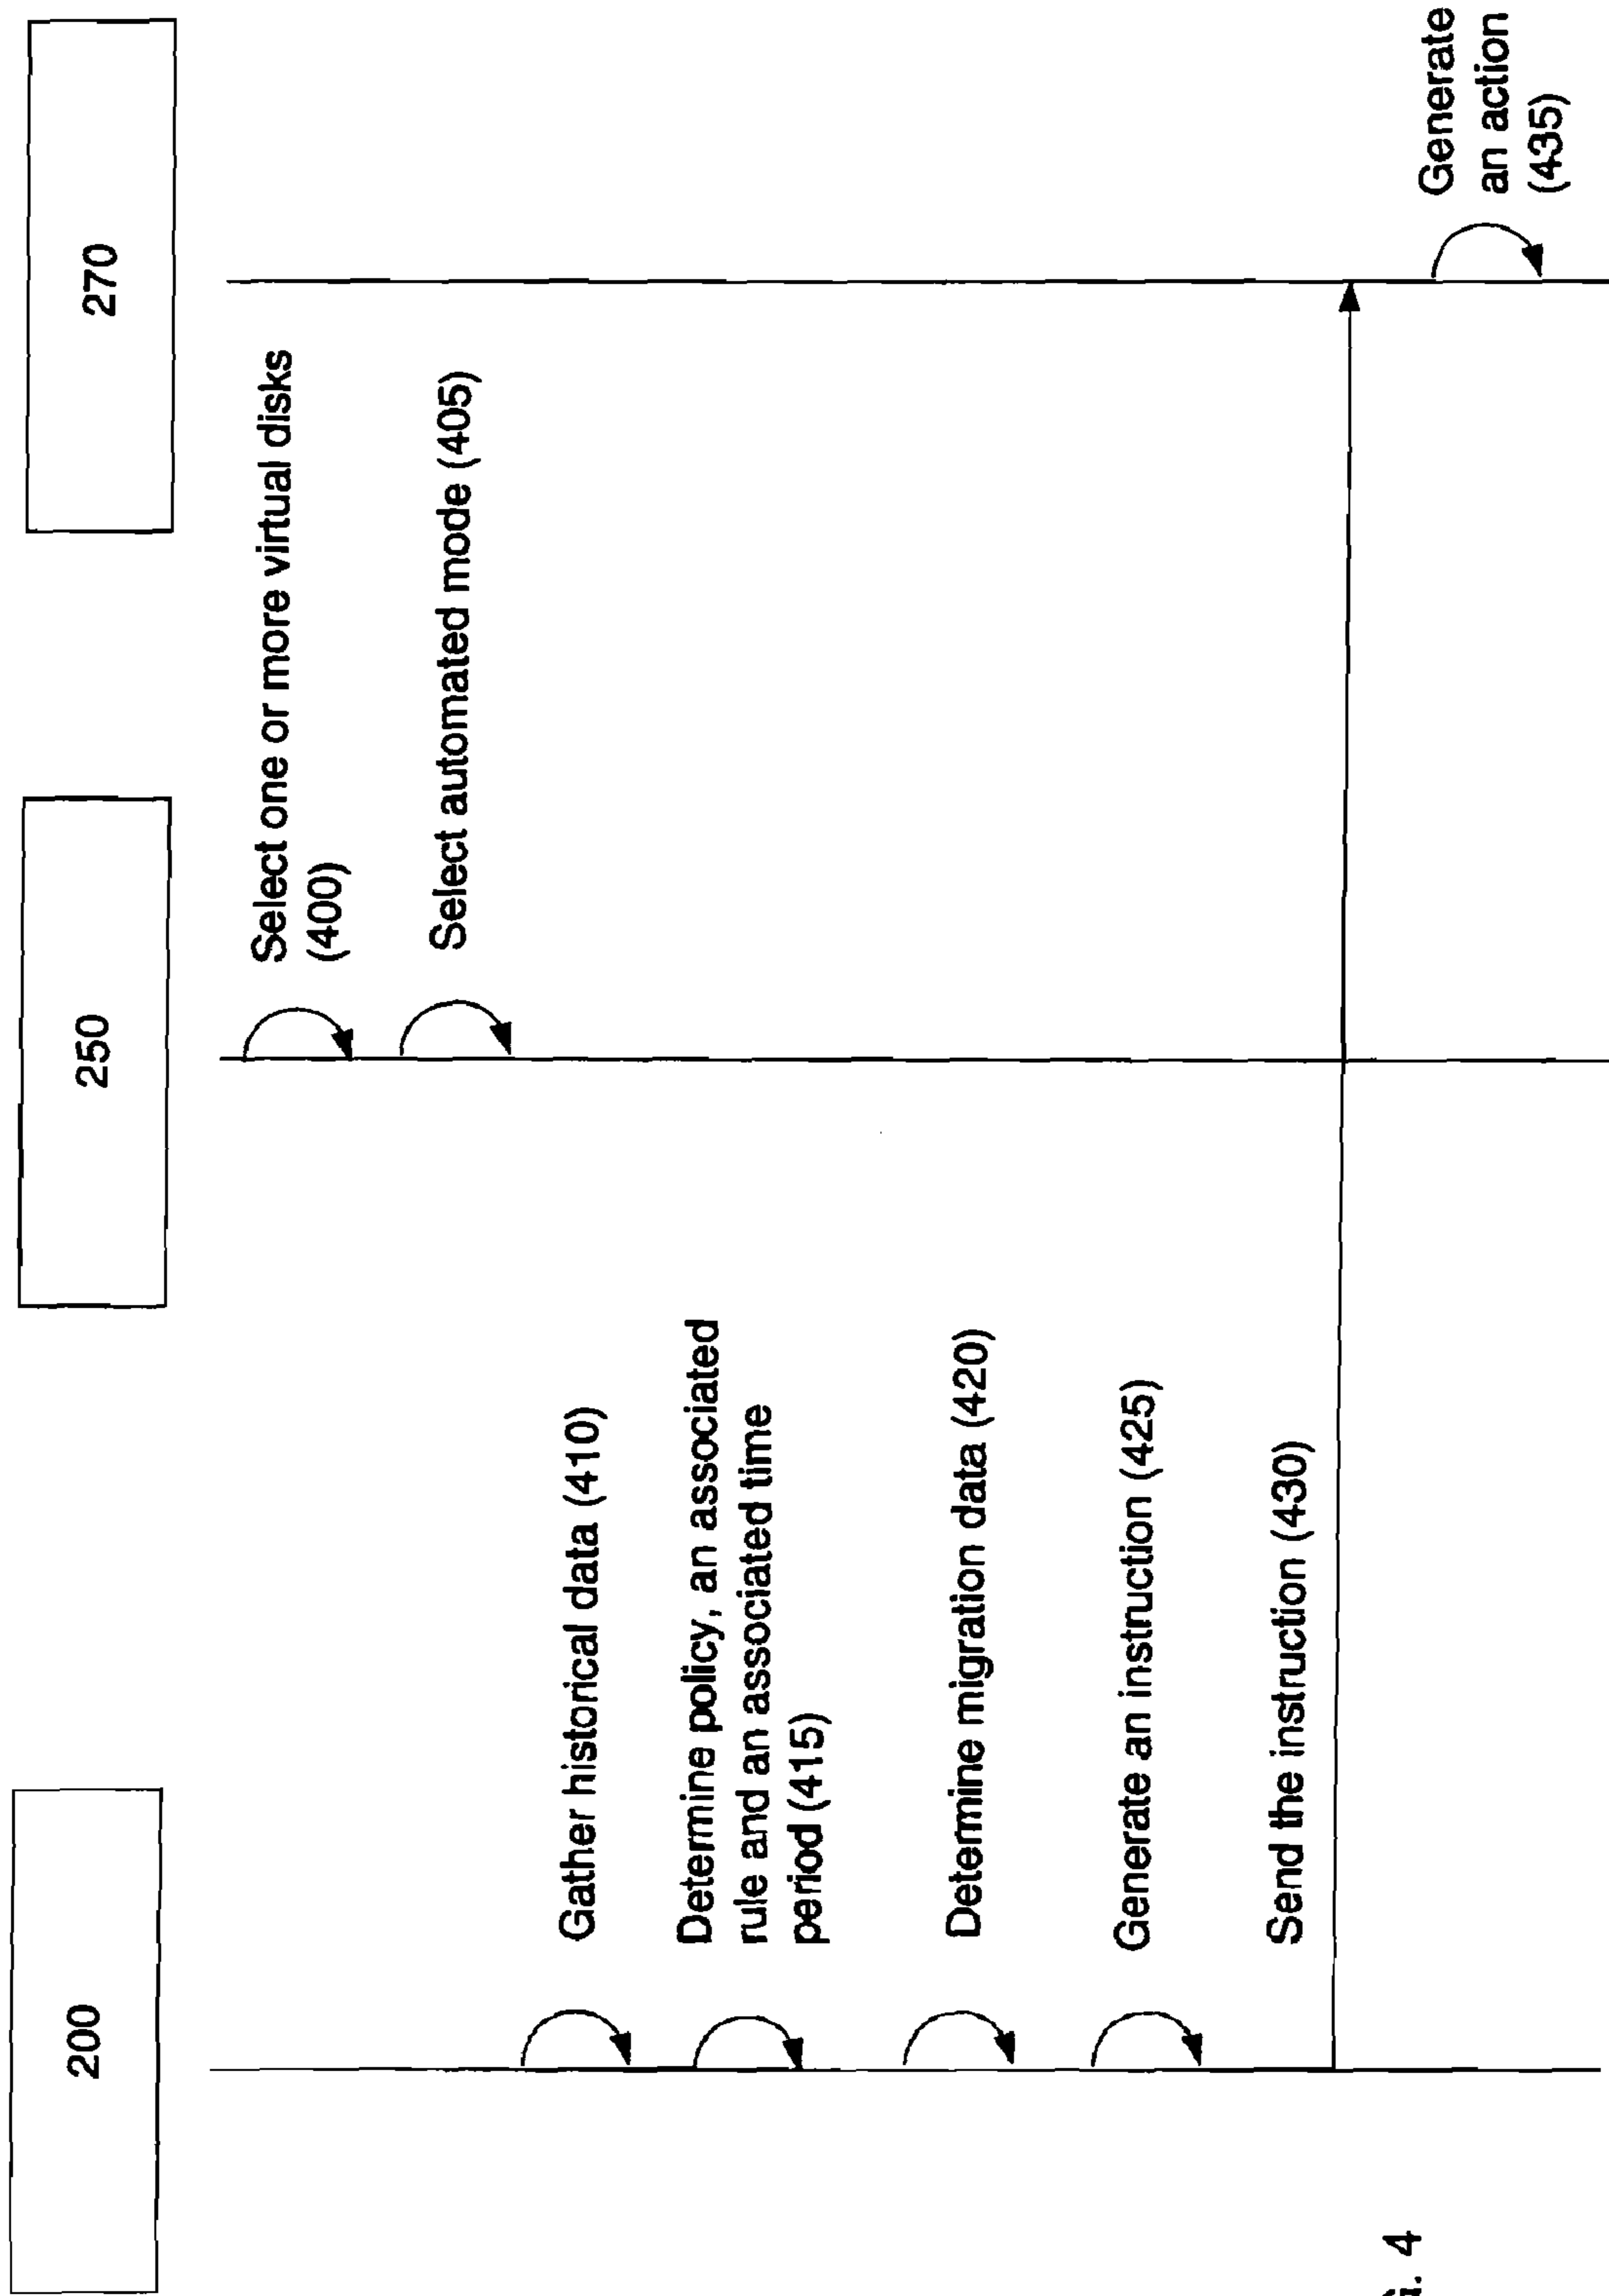 200
250
270
Select one or more virtual disks
(400)
Select automated mode (405)
Gather historical data (410)
Determine policy, an associated
rule and an associated time
period (415)
Determine migration data (420)
Generate an instruction (425)
Send the instruction (430)
Generate
an action
(435)
4